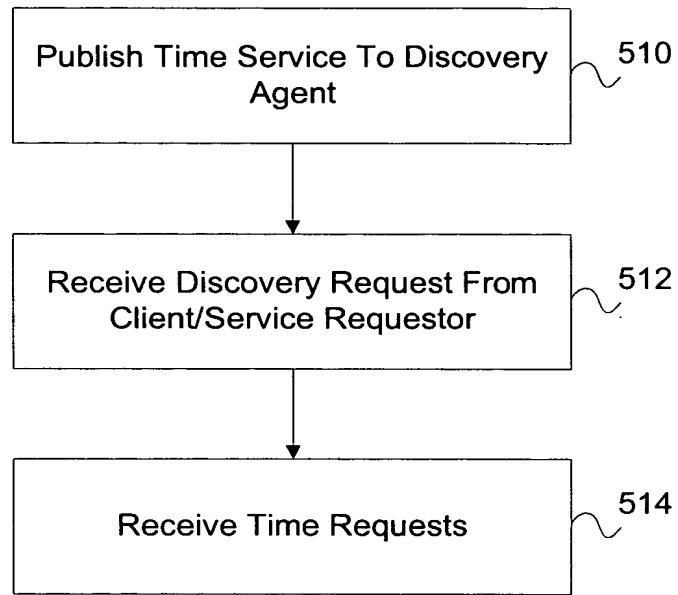 Publish Time Service To Discovery
Agent
510
Receive Discovery Request From
Client/Service Requestor
512
Receive Time Requests
514